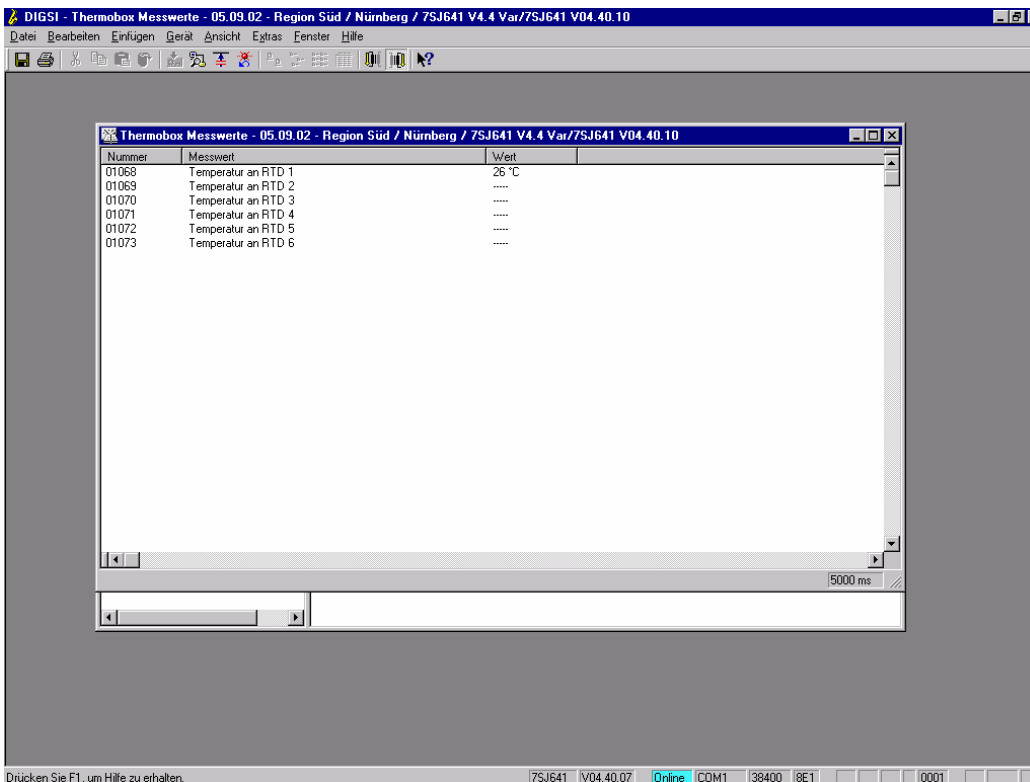 DIGSI - Thermobox Messwerte - 05.09.02 - Region Süd / Nürnberg / 7SJ641 V4.4 Var/7SJ641 V04.40.10
Datei Bearbeiten Einfügen Gerät Ansicht Extras Fenster Hilfe
Thermobox Messwerte - 05.09.02 - Region Süd / Nürnberg / 7SJ641 V4.4 Var/7SJ641 V04.40.10
Nummer Messwert Wert
01068 Temperatur an RTD 1 26 °C
01069 Temperatur an RTD 2 -----
01070 Temperatur an RTD 3 -----
01071 Temperatur an RTD 4 -----
01072 Temperatur an RTD 5 -----
01073 Temperatur an RTD 6 -----
5000 ms
Drücken Sie F1, um Hilfe zu erhalten. 7SJ641 V04.40.07 Online COM1 38400 8E1 0001